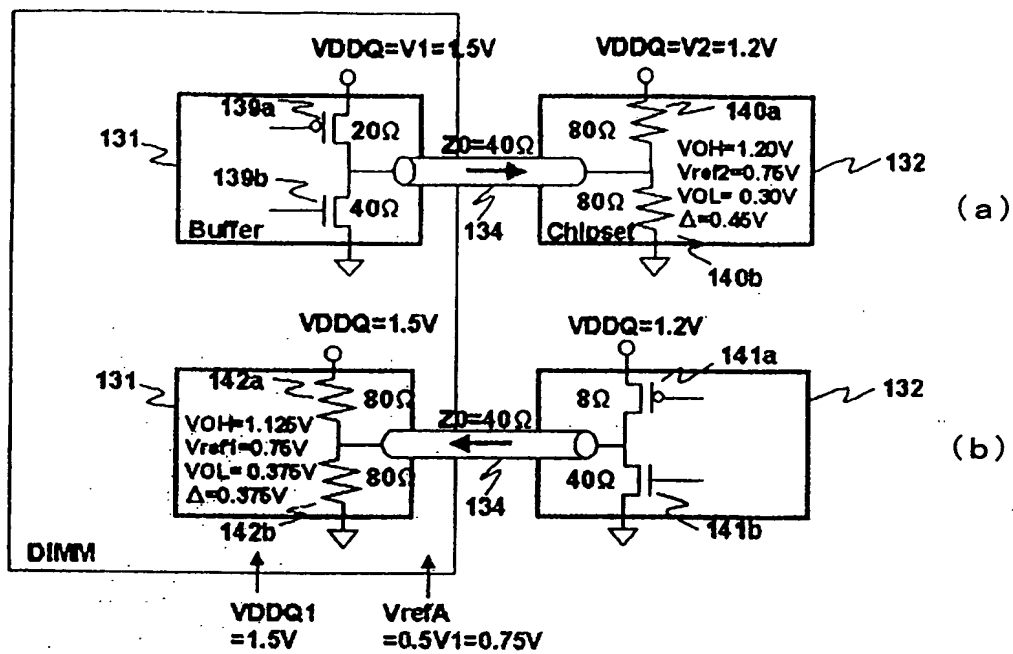 VDDQ=V1=1.5V
VDDQ=V2=1.2V
139a
131
20Ω
139b
40Ω
Buffer
Z0=40Ω
134
80Ω
80Ω
140a
VOH=1.20V
Vref2=0.75V
VOL= 0.30V
Δ=0.45V
132
Chipset
140b
(a)
VDDQ=1.5V
VDDQ=1.2V
131
142a
80Ω
VOH=1.125V
Vref1=0.75V
VOL= 0.375V
Δ=0.375V
80Ω
142b
Z0=40Ω
134
141a
8Ω
132
40Ω
141b
(b)
DIMM
VDDQ1
=1.5V
VrefA
=0.5V1=0.75V